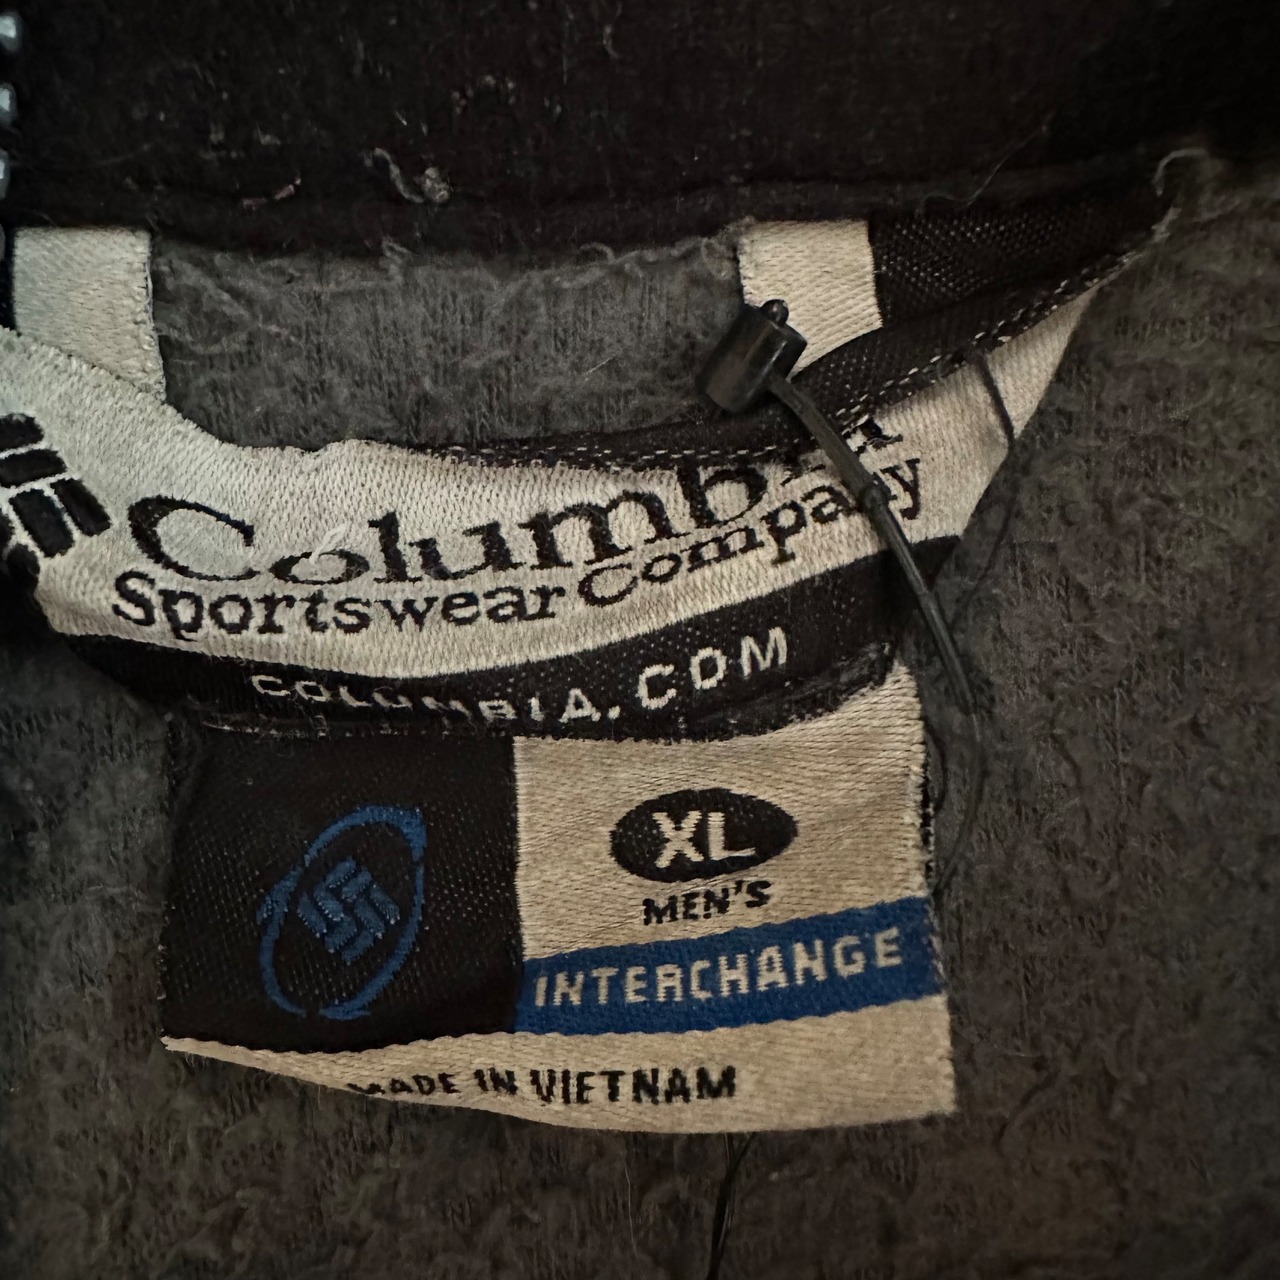 Columbia
Sportswear Company
COLUMBIA.COM
XL
MEN'S
INTERCHANGE
MADE IN VIETNAM